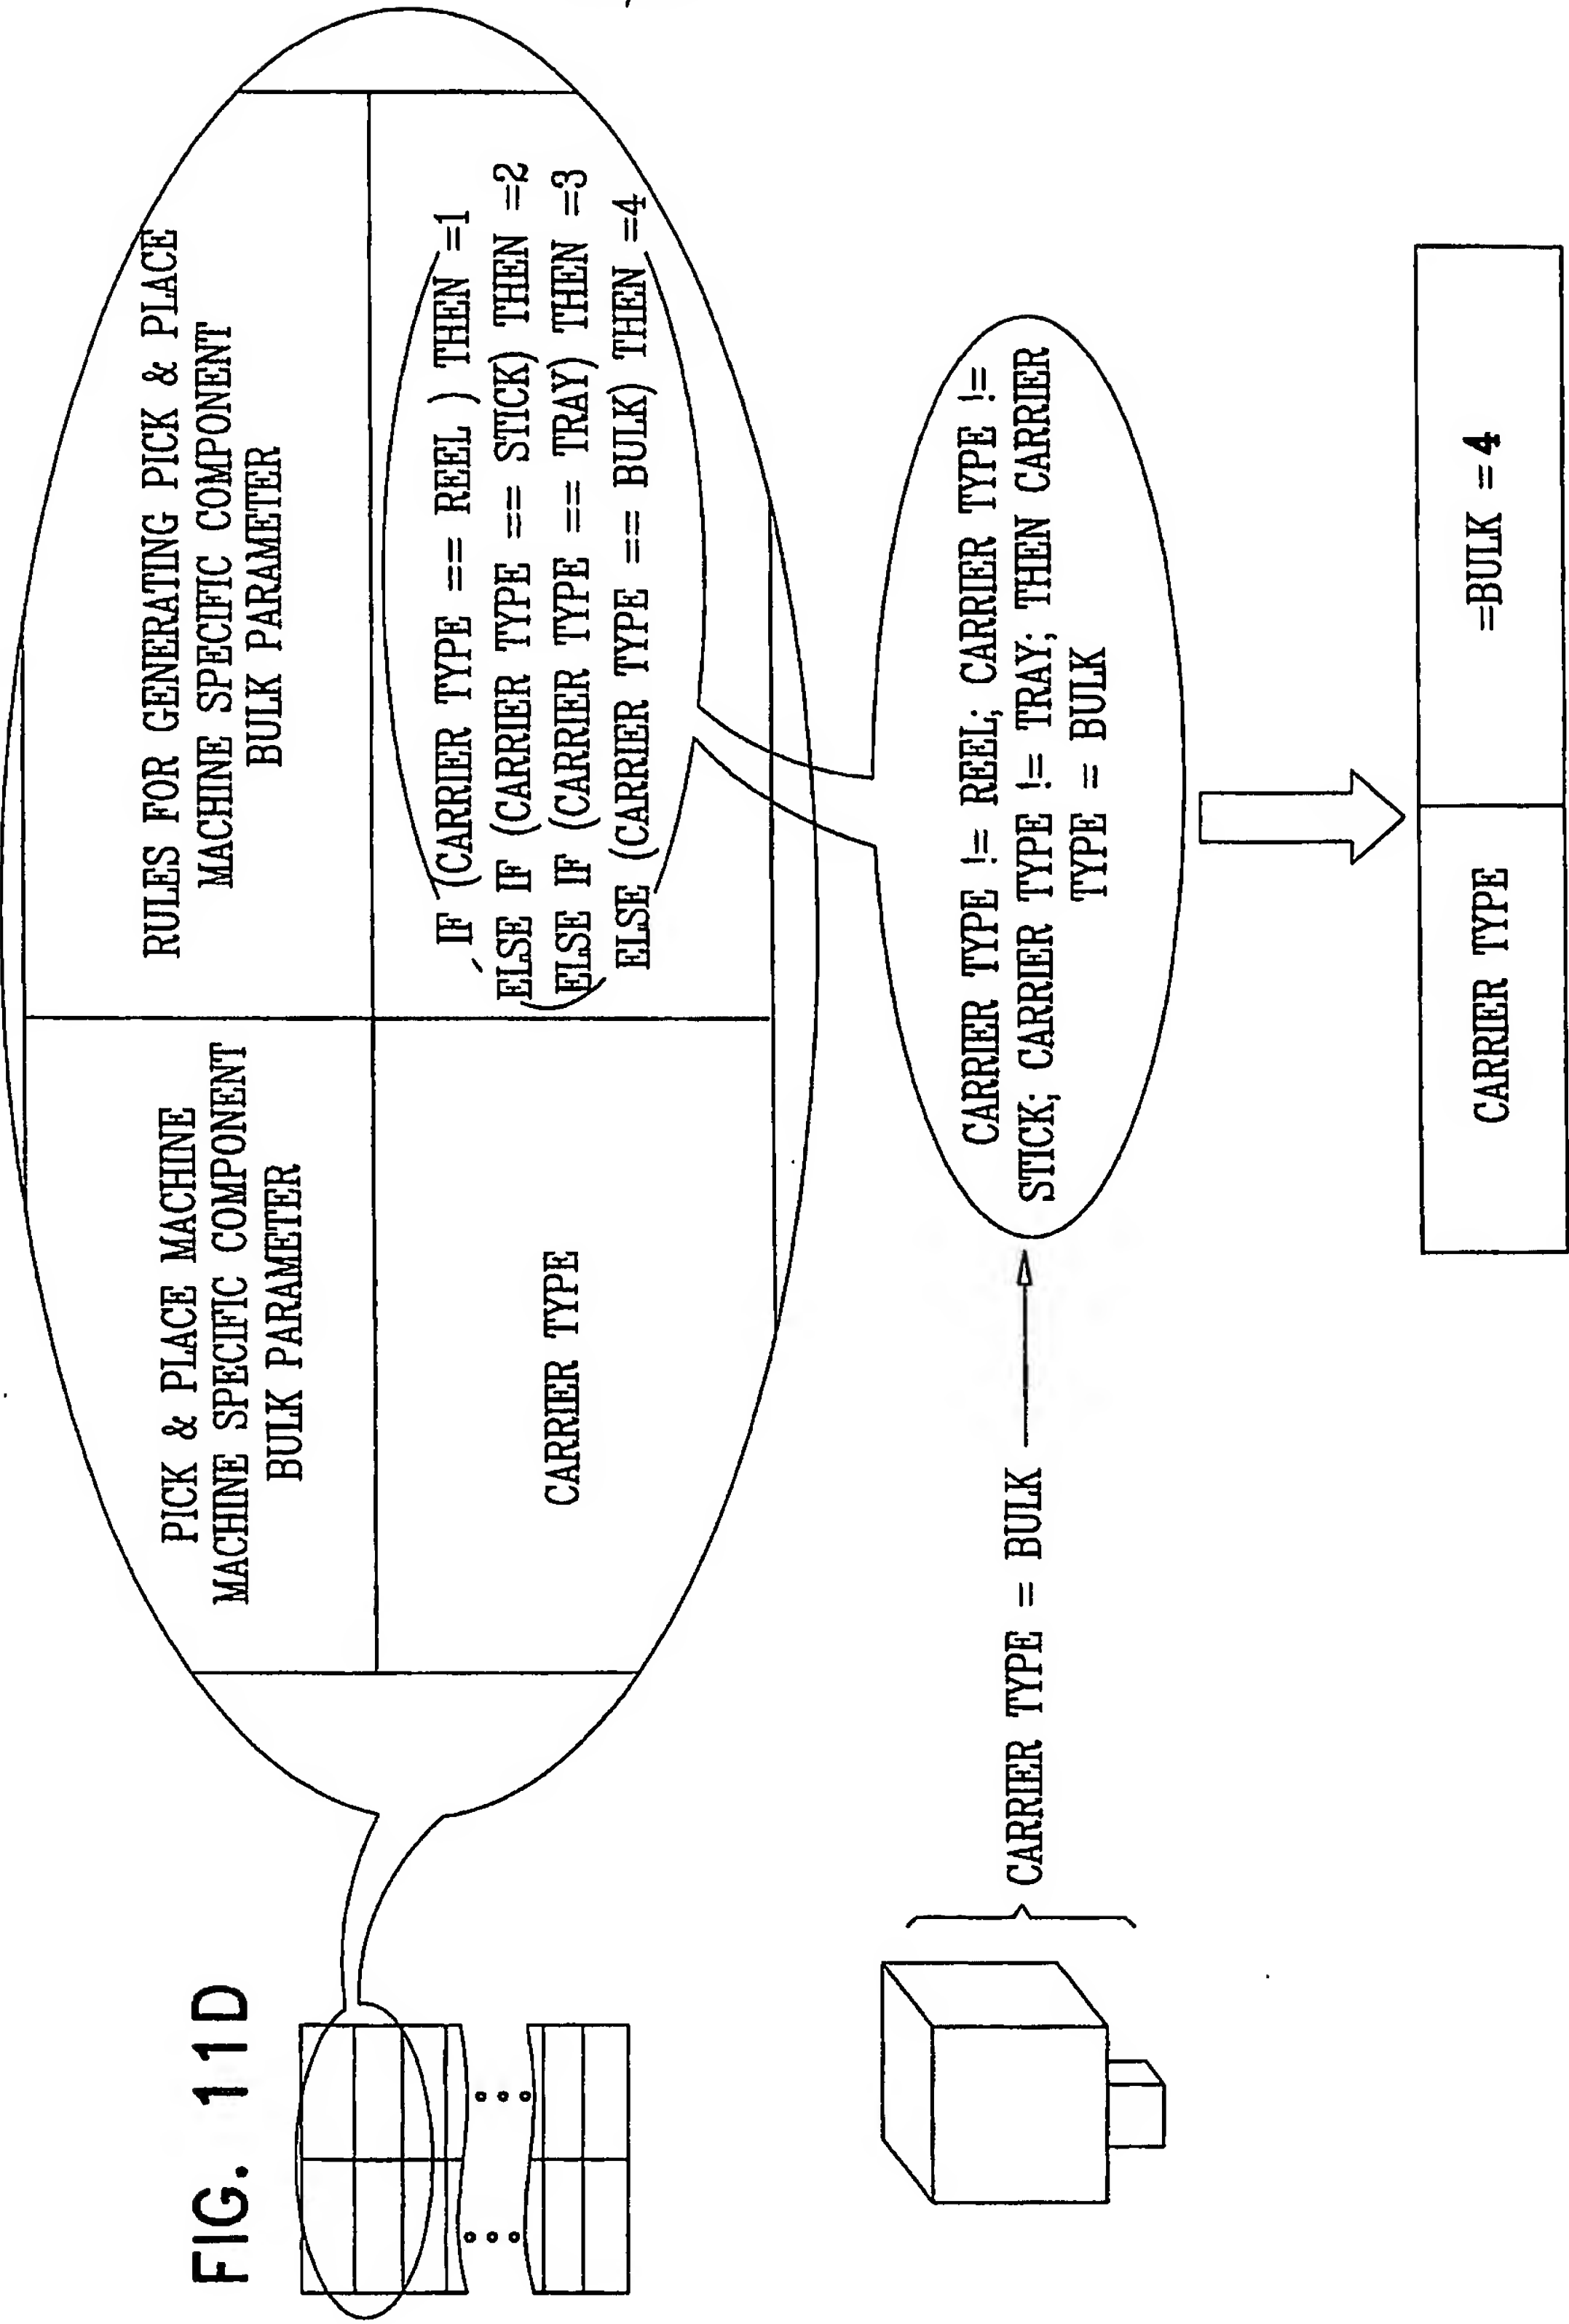 FIG. 11D
PICK & PLACE MACHINE
MACHINE SPECIFIC COMPONENT
BULK PARAMETER
RULES FOR GENERATING PICK & PLACE
MACHINE SPECIFIC COMPONENT
BULK PARAMETER
CARRIER TYPE
IF (CARRIER TYPE == REEL ) THEN =1
ELSE IF (CARRIER TYPE == STICK) THEN =2
ELSE IF (CARRIER TYPE == TRAY) THEN =3
ELSE (CARRIER TYPE == BULK) THEN =4
CARRIER TYPE = BULK
CARRIER TYPE != REEL; CARRIER TYPE !=
STICK; CARRIER TYPE != TRAY; THEN CARRIER
TYPE = BULK
CARRIER TYPE
=BULK =4